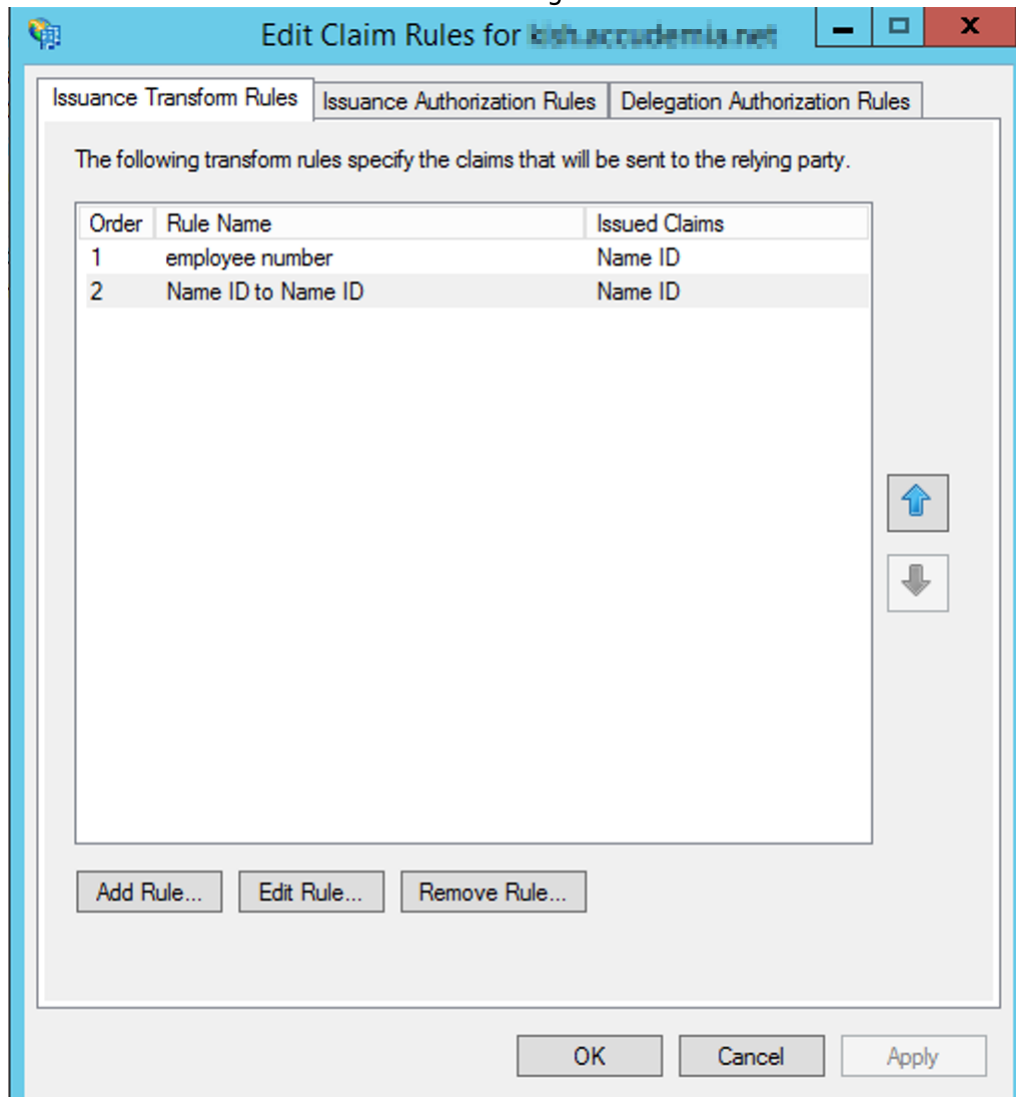 Edit Claim Rules for
Issuance Transform Rules Issuance Authorization Rules Delegation Authorization Rules
The following transform rules specify the claims that will be sent to the relying party.
Order Rule Name Issued Claims
1 employee number Name ID
2 Name ID to Name ID Name ID
Add Rule... Edit Rule... Remove Rule...
OK Cancel Apply